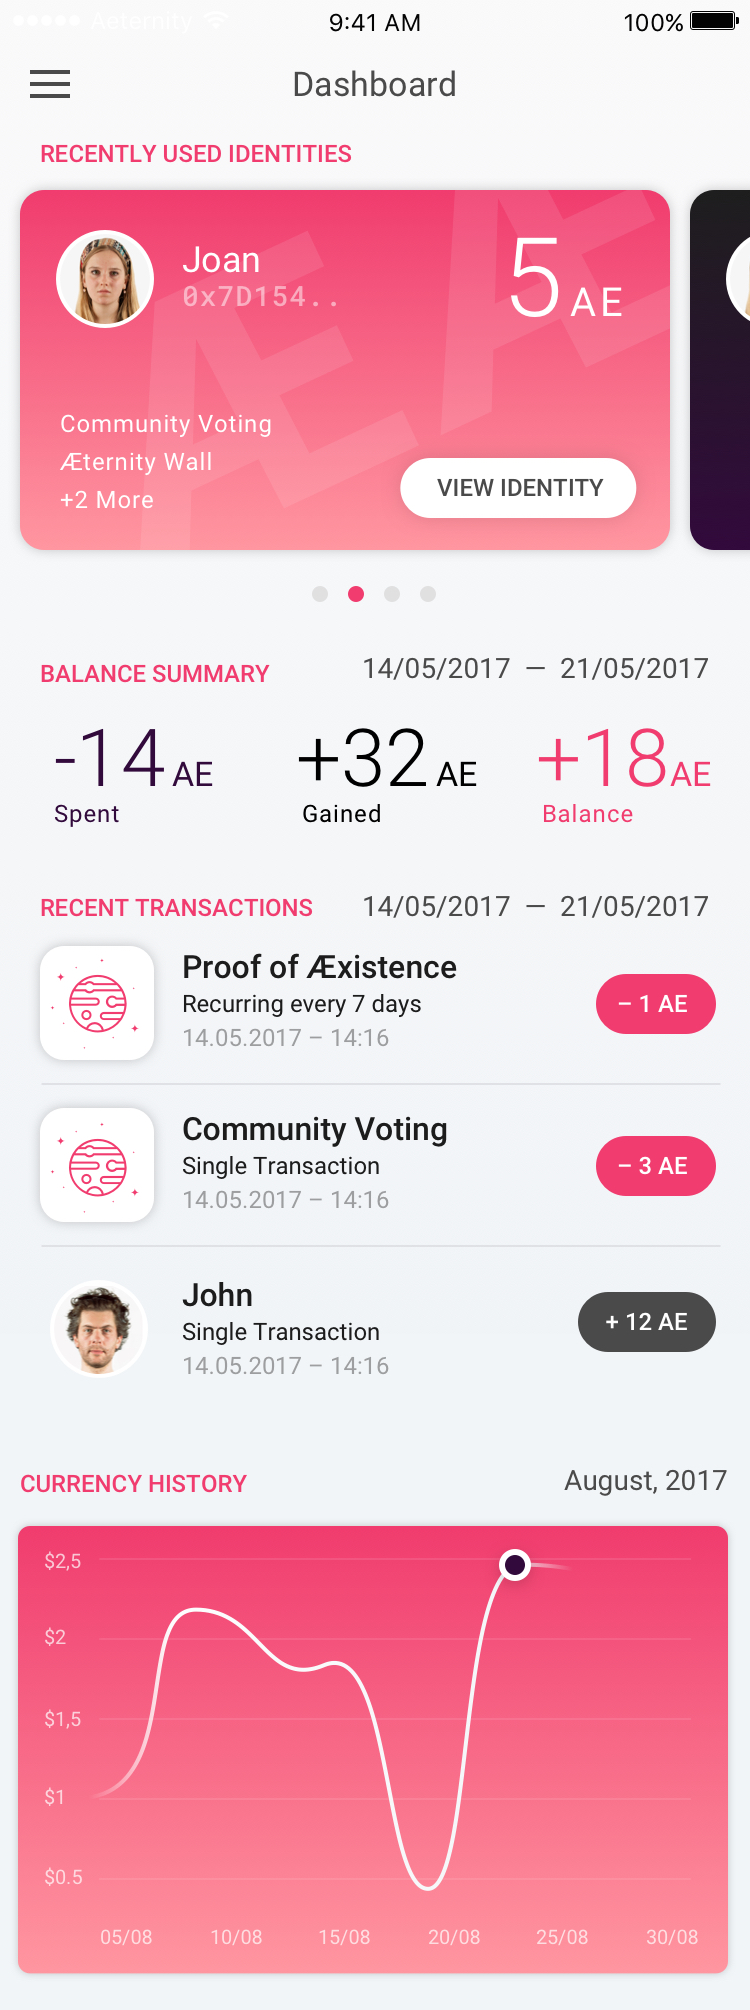 Aeternity 9:41 AM 100%
Dashboard
RECENTLY USED IDENTITIES
Joan
0x7D154..
5 AE
Community Voting
Æternity Wall
+2 More
VIEW IDENTITY
BALANCE SUMMARY 14/05/2017 — 21/05/2017
-14 AE +32 AE +18 AE
Spent Gained Balance
RECENT TRANSACTIONS 14/05/2017 — 21/05/2017
Proof of Æxistence
Recurring every 7 days
14.05.2017 – 14:16
– 1 AE
Community Voting
Single Transaction
14.05.2017 – 14:16
– 3 AE
John
Single Transaction
14.05.2017 – 14:16
+ 12 AE
CURRENCY HISTORY August, 2017
$2,5
$2
$1,5
$1
$0.5
05/08 10/08 15/08 20/08 25/08 30/08